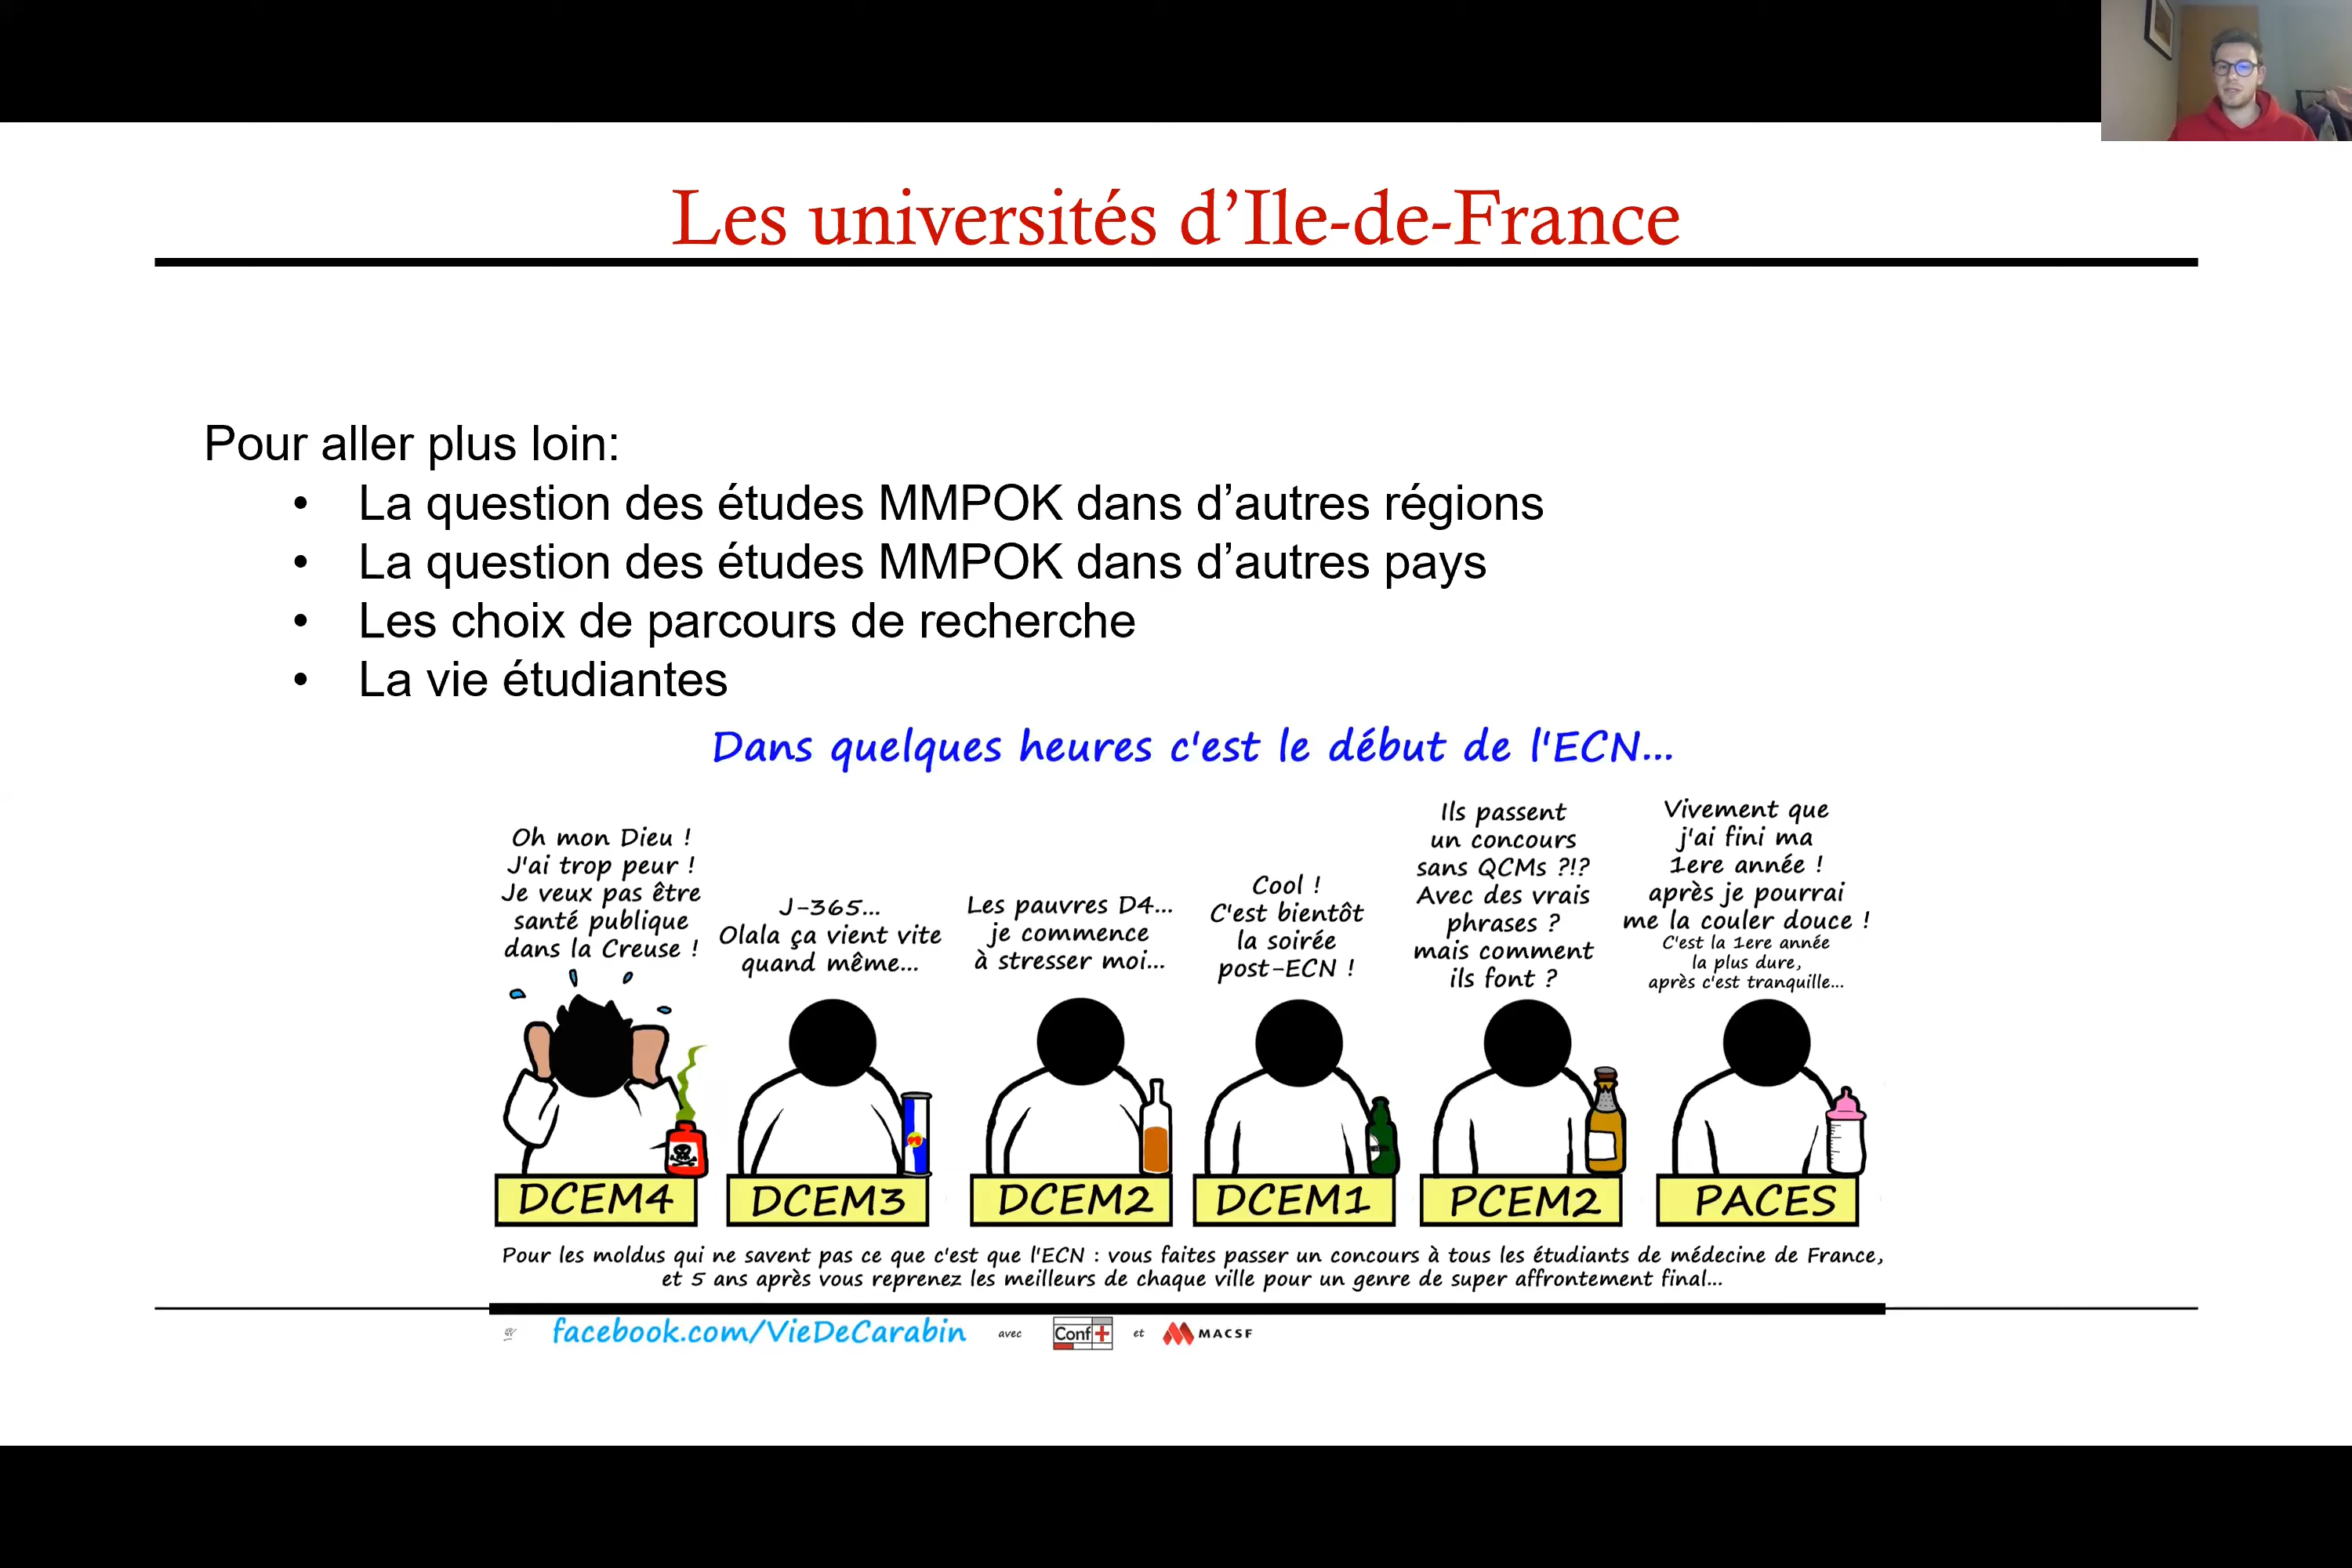 Les universités d’Ile-de-France
Pour aller plus loin:
• La question des études MMPOK dans d’autres régions
• La question des études MMPOK dans d’autres pays
• Les choix de parcours de recherche
• La vie étudiantes
Dans quelques heures c'est le début de l'ECN...
Oh mon Dieu !
J'ai trop peur !
Je veux pas être
santé publique
dans la Creuse !
J-365...
Olala ça vient vite
quand même...
Les pauvres D4...
je commence
à stresser moi...
Cool !
C'est bientôt
la soirée
post-ECN !
Ils passent
un concours
sans QCMs ?!?
Avec des vrais
phrases ?
mais comment
ils font ?
Vivement que
j'ai fini ma
1ere année !
après je pourrai
me la couler douce !
C'est la 1ere année
la plus dure,
après c'est tranquille...
DCEM4
DCEM3
DCEM2
DCEM1
PCEM2
PACES
Pour les moldus qui ne savent pas ce que c'est que l'ECN : vous faites passer un concours à tous les étudiants de médecine de France,
et 5 ans après vous reprenez les meilleurs de chaque ville pour un genre de super affrontement final...
facebook.com/VieDeCarabin avec Conf+ et MACSF